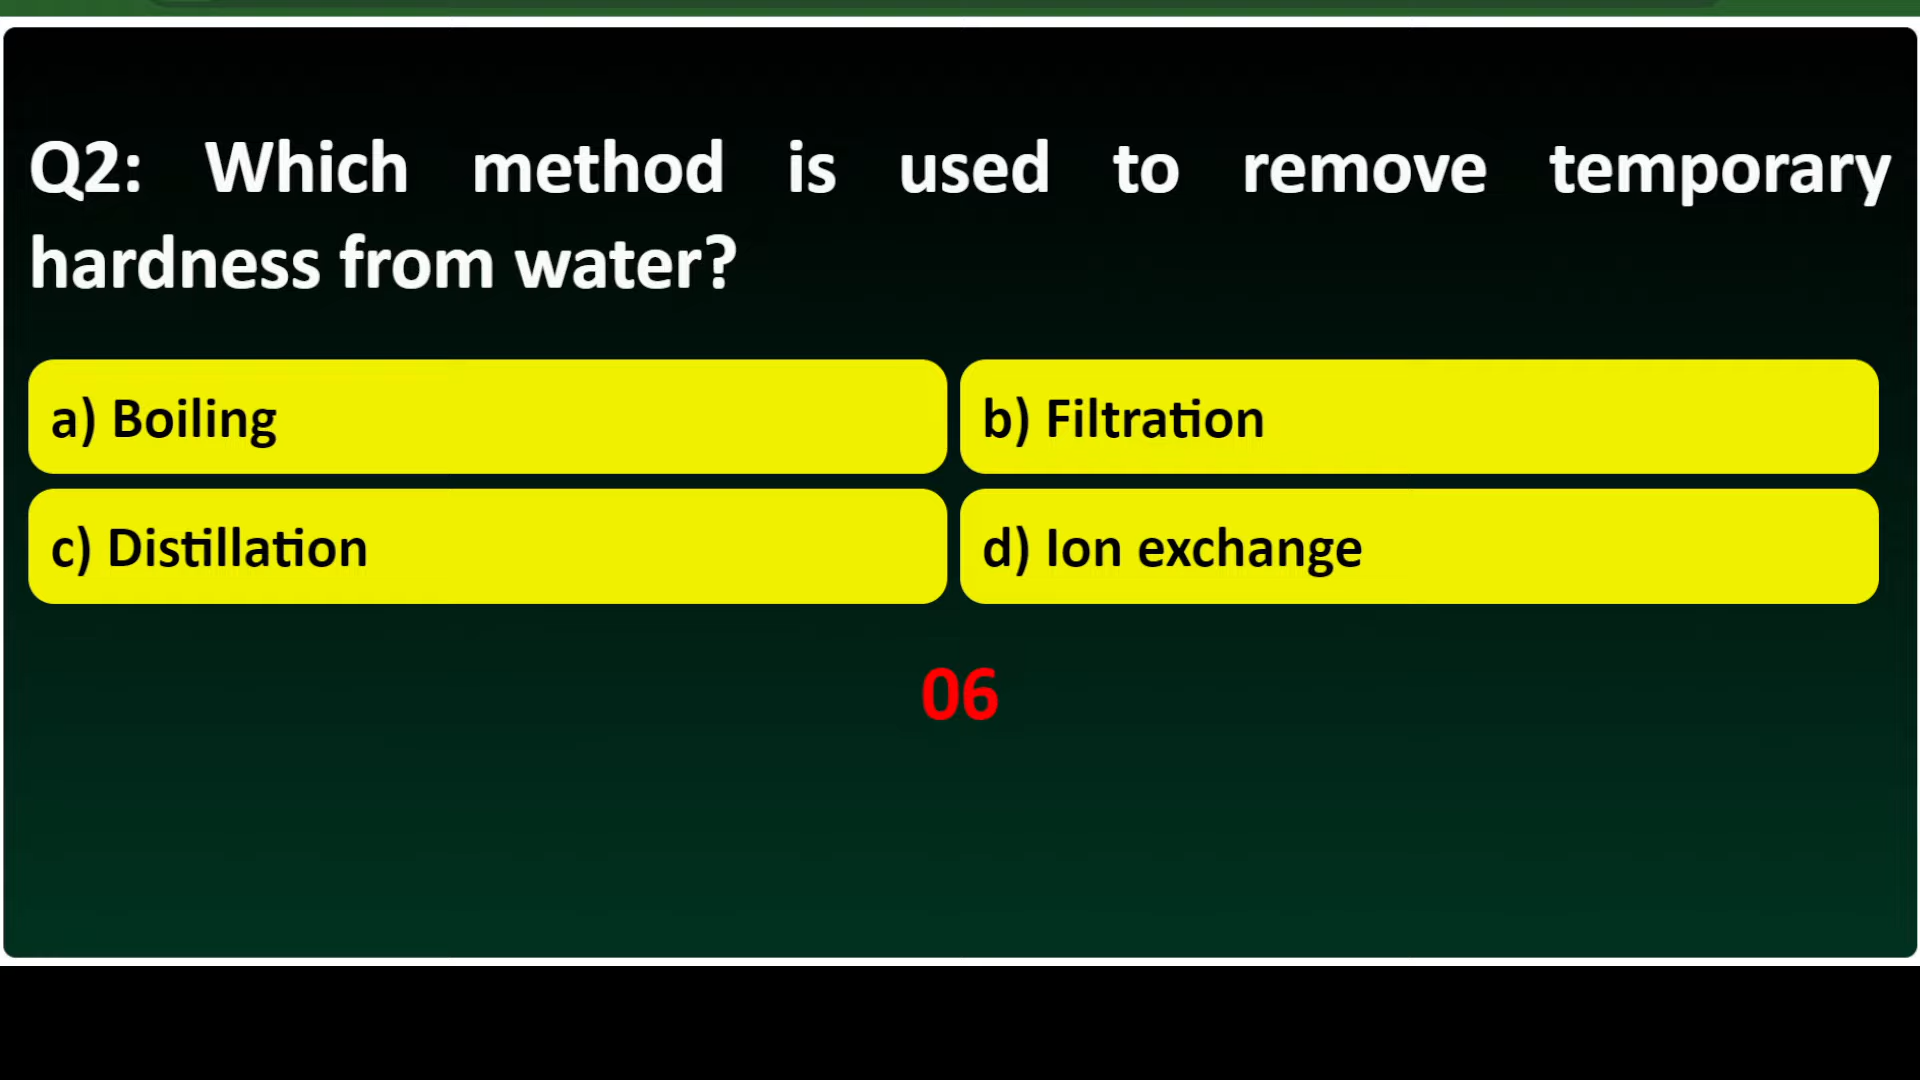 Q2: Which method is used to remove temporary
hardness from water?
a) Boiling
b) Filtration
c) Distillation
d) Ion exchange
06